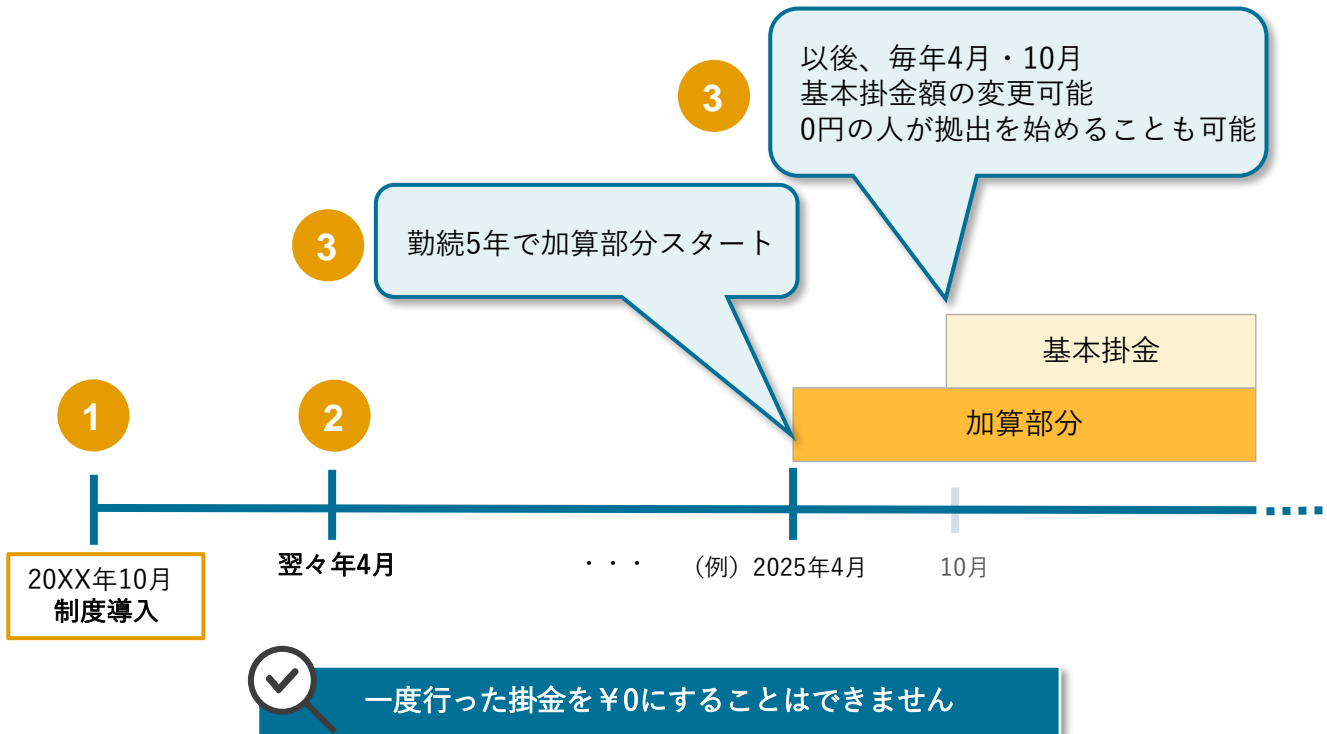 3
以後、毎年4月・10月
基本掛金額の変更可能
0円の人が拠出を始めることも可能
3
勤続5年で加算部分スタート
基本掛金
加算部分
1
2
翌々年4月
・・・
（例）2025年4月
10月
20XX年10月
制度導入
一度行った掛金を￥0にすることはできません